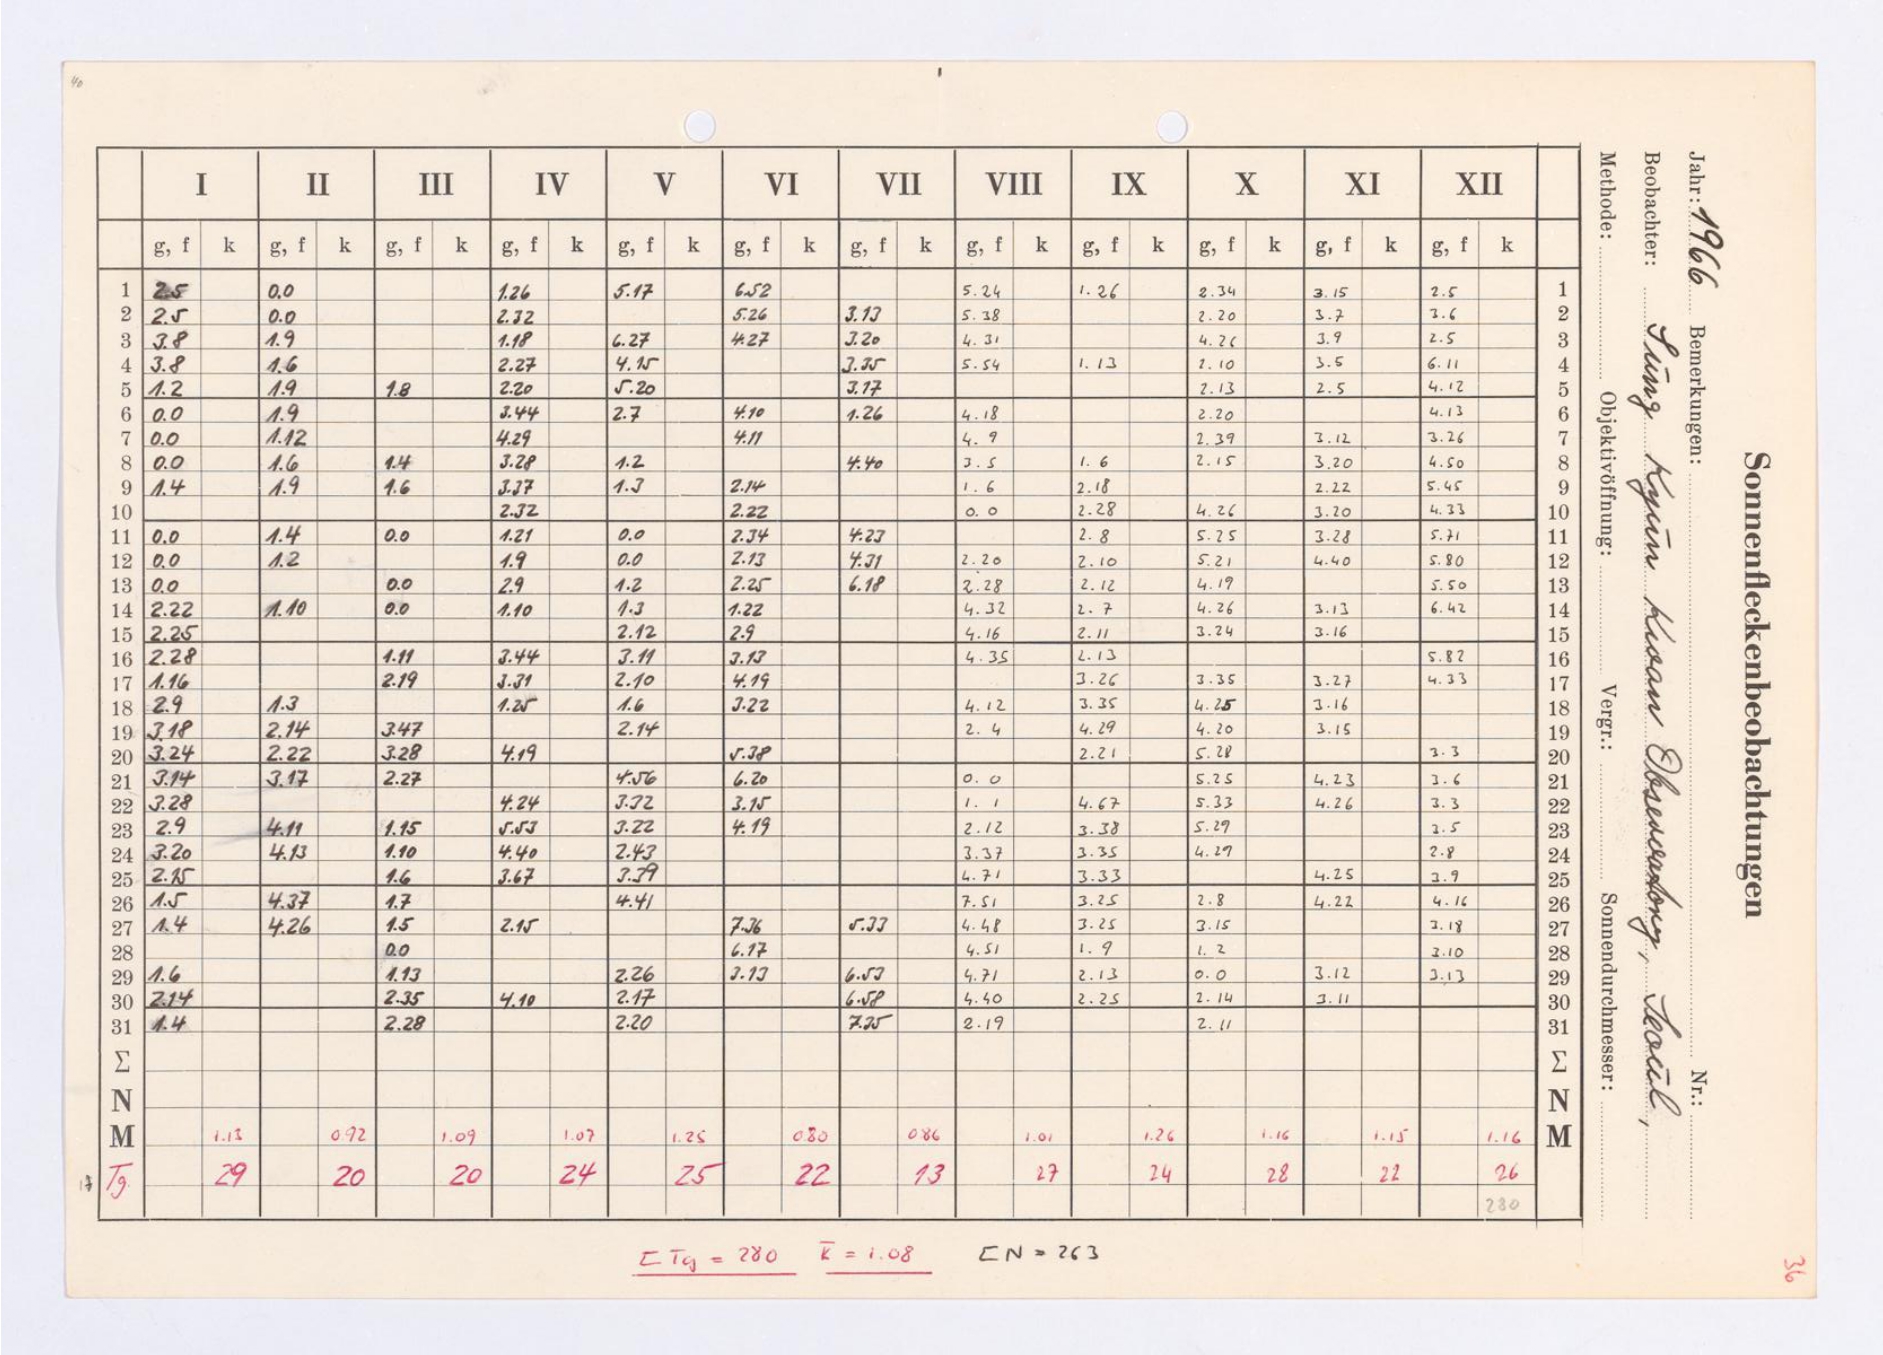 40
I II III IV V VI VII VIII IX X XI XII
g, f k g, f k g, f k g, f k g, f k g, f k g, f k g, f k g, f k g, f k g, f k g, f k
1 2.5 0.0 1.26 5.17 6.52 5.24 1.26 2.34 3.15 2.5 1
2 2.5 0.0 2.32 5.26 3.13 5.38 2.20 3.7 3.6 2
3 3.8 1.9 1.18 6.27 4.27 3.20 4.31 4.26 3.9 2.5 3
4 3.8 1.6 2.27 4.15 3.35 5.54 1.13 2.10 3.5 6.11 4
5 1.2 1.9 1.8 2.20 5.20 3.17 2.13 2.5 4.12 5
6 0.0 1.9 3.44 2.7 4.10 1.26 4.18 2.20 4.13 6
7 0.0 1.12 4.29 4.11 4.9 2.39 3.12 3.26 7
8 0.0 1.6 1.4 3.28 1.2 4.40 3.5 1.6 2.15 3.20 4.50 8
9 1.4 1.9 1.6 3.37 1.3 2.14 1.6 2.18 2.22 5.45 9
10 2.32 2.22 0.0 2.28 4.26 3.20 4.33 10
11 0.0 1.4 0.0 1.21 0.0 2.34 4.23 2.8 5.25 3.28 5.71 11
12 0.0 1.2 1.9 0.0 2.13 4.31 2.20 2.10 5.21 4.40 5.80 12
13 0.0 0.0 2.9 1.2 2.25 6.18 2.28 2.12 4.19 5.50 13
14 2.22 1.10 0.0 1.10 1.3 1.22 4.32 2.7 4.26 3.13 6.42 14
15 2.25 2.12 2.9 4.16 2.11 3.24 3.16 15
16 2.28 1.11 3.44 3.11 3.13 4.35 2.13 5.82 16
17 1.16 2.19 3.31 2.10 4.19 3.26 3.35 3.27 4.33 17
18 2.9 1.3 1.25 1.6 3.22 4.12 3.35 4.25 3.16 18
19 3.18 2.14 3.47 2.14 2.4 4.29 4.20 3.15 19
20 3.24 2.22 3.28 4.19 5.38 2.21 5.28 3.3 20
21 3.14 3.17 2.27 4.56 6.20 0.0 5.25 4.23 3.6 21
22 3.28 4.24 3.32 3.15 1.1 4.67 5.33 4.26 3.3 22
23 2.9 4.11 1.15 5.53 3.22 4.19 2.12 3.38 5.29 3.5 23
24 3.20 4.13 1.10 4.40 2.43 3.37 3.35 4.29 2.8 24
25 2.15 1.6 3.67 3.39 4.71 3.33 4.25 3.9 25
26 1.5 4.37 1.7 4.41 7.51 3.25 2.8 4.22 4.16 26
27 1.4 4.26 1.5 2.15 7.36 5.33 4.48 3.25 3.15 3.18 27
28 0.0 6.17 4.51 1.9 1.2 3.10 28
29 1.6 1.13 2.26 3.13 6.53 4.71 2.13 0.0 3.12 3.13 29
30 2.14 2.35 4.10 2.17 6.58 4.40 2.25 2.14 3.11 30
31 1.4 2.28 2.20 7.35 2.19 2.11 31
Σ Σ
N N
M 1.13 0.92 1.09 1.07 1.25 0.80 0.86 1.01 1.26 1.16 1.15 1.16 M
Tg. 29 20 20 24 25 22 13 27 24 28 22 26
280
Σ Tg = 280 k̅ = 1.08 Σ N = 263
Sonnenfleckenbeobachtungen
Jahr: 1966 Bemerkungen: Nr.:
Beobachter: Sung Kyun Kwan Observatory, Seoul,
Methode: Objektivöffnung: Vergr.: Sonnendurchmesser:
36